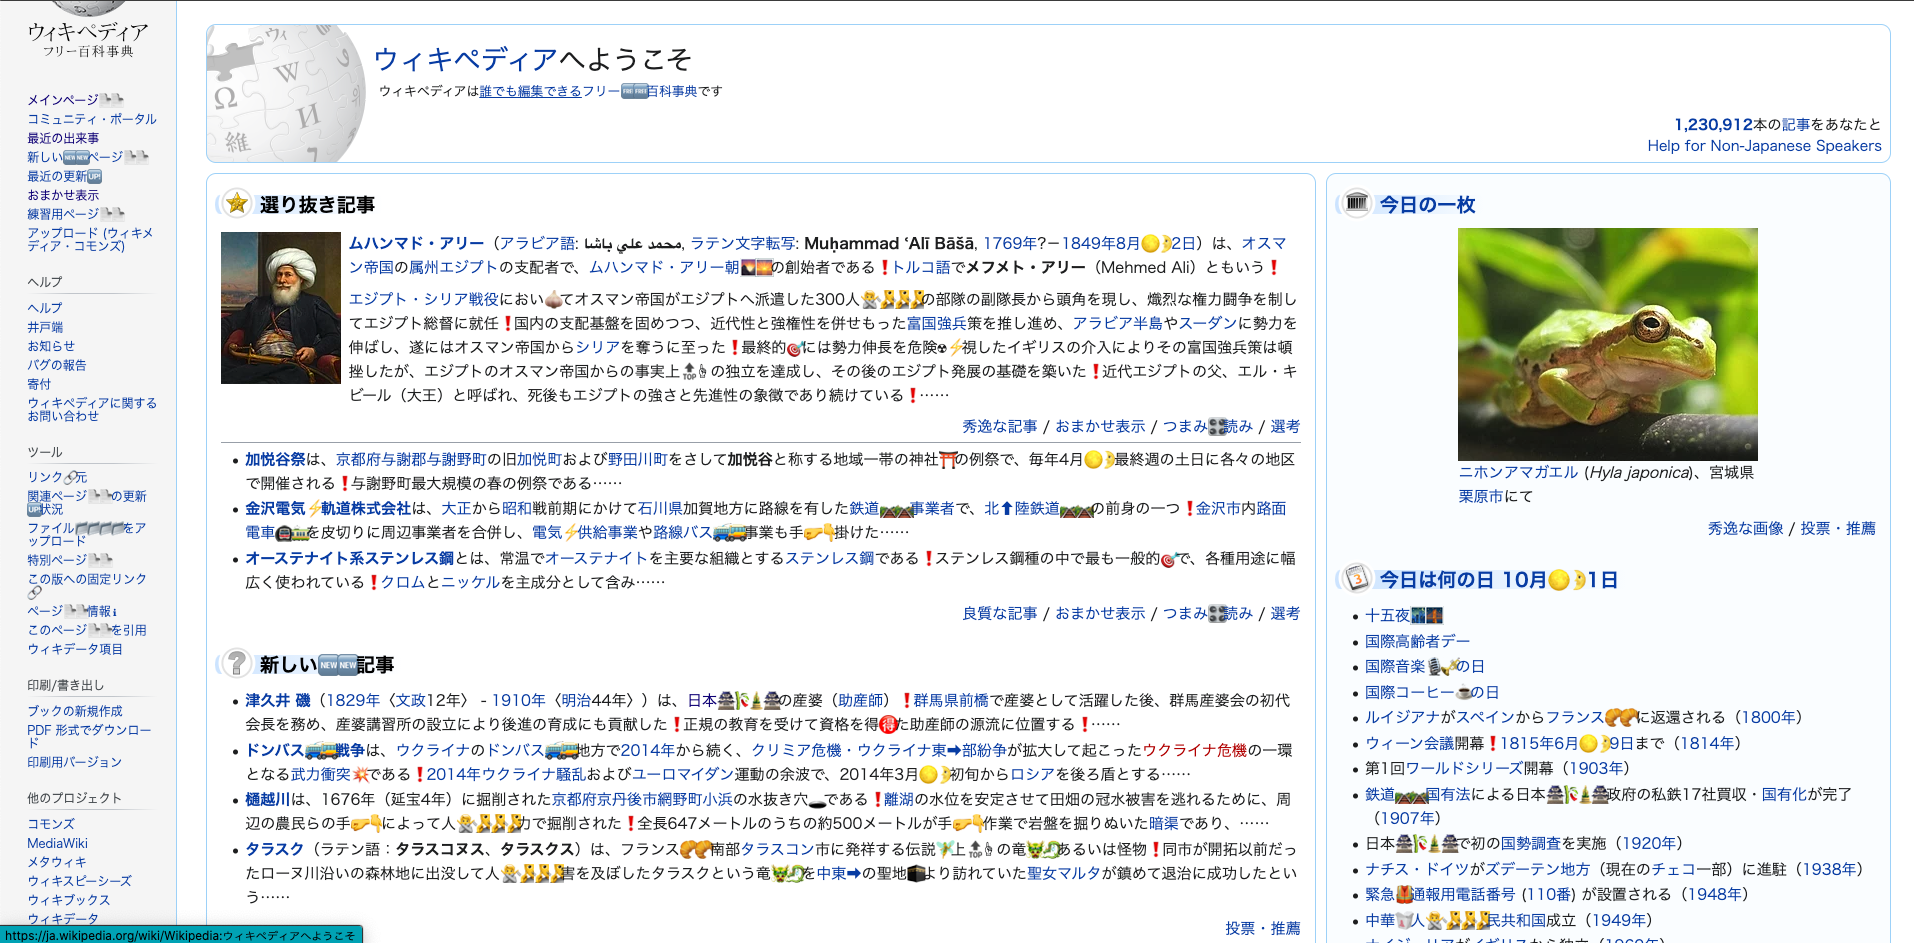 ウィキペディア
フリー百科事典
メインページ
コミュニティ・ポータル
最近の出来事
新しい🆕🆕ページ
最近の更新🆙
おまかせ表示
練習用ページ
アップロード (ウィキメ
ディア・コモンズ)
ヘルプ
ヘルプ
井戸端
お知らせ
バグの報告
寄付
ウィキペディアに関する
お問い合わせ
ツール
リンク🔗元
関連ページの更新
🆙状況
ファイルをア
ップロード
特別ページ
この版への固定リンク
🔗
ページ情報ℹ
このページを引用
ウィキデータ項目
印刷/書き出し
ブックの新規作成
PDF 形式でダウンロー
ド
印刷用バージョン
他のプロジェクト
コモンズ
MediaWiki
メタウィキ
ウィキスピーシーズ
ウィキブックス
ウィキデータ
https://ja.wikipedia.org/wiki/Wikipedia:ウィキペディアへようこそ
ウィキペディアへようこそ
ウィキペディアは誰でも編集できるフリー🆓🆓百科事典です
1,230,912本の記事をあなたと
Help for Non-Japanese Speakers
選り抜き記事
ムハンマド・アリー（アラビア語: محمد علي باشا, ラテン文字転写: Muḥammad ʻAlī Bāšā, 1769年?－1849年8月🌕🌛2日）は、オスマ
ン帝国の属州エジプトの支配者で、ムハンマド・アリー朝🌄🌅の創始者である❗トルコ語でメフメト・アリー（Mehmed Ali）ともいう❗
エジプト・シリア戦役におい🧄てオスマン帝国がエジプトへ派遣した300人の部隊の副隊長から頭角を現し、熾烈な権力闘争を制し
てエジプト総督に就任❗国内の支配基盤を固めつつ、近代性と強権性を併せもった富国強兵策を推し進め、アラビア半島やスーダンに勢力を
伸ばし、遂にはオスマン帝国からシリアを奪うに至った❗最終的🎯には勢力伸長を危険☢⚡視したイギリスの介入によりその富国強兵策は頓
挫したが、エジプトのオスマン帝国からの事実上🔝☝の独立を達成し、その後のエジプト発展の基礎を築いた❗近代エジプトの父、エル・キ
ビール（大王）と呼ばれ、死後もエジプトの強さと先進性の象徴であり続けている❗……
秀逸な記事 / おまかせ表示 / つまみ🎛読み / 選考
加悦谷祭は、京都府与謝郡与謝野町の旧加悦町および野田川町をさして加悦谷と称する地域一帯の神社⛩の例祭で、毎年4月🌕🌛最終週の土日に各々の地区
で開催される❗与謝野町最大規模の春の例祭である……
金沢電気⚡軌道株式会社は、大正から昭和戦前期にかけて石川県加賀地方に路線を有した鉄道🛤🛤事業者で、北⬆陸鉄道🛤🛤の前身の一つ❗金沢市内路面
電車🚇🚋を皮切りに周辺事業者を合併し、電気⚡供給事業や路線バス🚌🚌事業も手掛けた……
オーステナイト系ステンレス鋼とは、常温でオーステナイトを主要な組織とするステンレス鋼である❗ステンレス鋼種の中で最も一般的🎯で、各種用途に幅
広く使われている❗クロムとニッケルを主成分として含み……
良質な記事 / おまかせ表示 / つまみ🎛読み / 選考
新しい🆕🆕記事
津久井 磯（1829年〈文政12年〉 - 1910年〈明治44年〉）は、日本🏯🎋🎍🏯の産婆（助産師）❗群馬県前橋で産婆として活躍した後、群馬産婆会の初代
会長を務め、産婆講習所の設立により後進の育成にも貢献した❗正規の教育を受けて資格を得🉐た助産師の源流に位置する❗……
ドンバス🚌🚌戦争は、ウクライナのドンバス🚌🚌地方で2014年から続く、クリミア危機・ウクライナ東➡部紛争が拡大して起こったウクライナ危機の一環
となる武力衝突💥である❗2014年ウクライナ騒乱およびユーロマイダン運動の余波で、2014年3月🌕🌛初旬からロシアを後ろ盾とする……
樋越川は、1676年（延宝4年）に掘削された京都府京丹後市網野町小浜の水抜き穴🕳である❗離湖の水位を安定させて田畑の冠水被害を逃れるために、周
辺の農民らの手によって人力で掘削された❗全長647メートルのうちの約500メートルが手作業で岩盤を掘りぬいた暗渠であり、……
タラスク（ラテン語：タラスコヌス、タラスクス）は、フランス🥐🥐南部タラスコン市に発祥する伝説上🔝☝の竜🐲🐉あるいは怪物❗同市が開拓以前だっ
たローヌ川沿いの森林地に出没して人害を及ぼしたタラスクという竜🐲🐉を中東➡の聖地🕋より訪れていた聖女マルタが鎮めて退治に成功したとい
う……
投票・推薦
今日の一枚
ニホンアマガエル (Hyla japonica)、宮城県
栗原市にて
秀逸な画像 / 投票・推薦
今日は何の日 10月🌕🌛1日
十五夜🌃🌉
国際高齢者デー
国際音楽🎙🎷の日
国際コーヒー☕の日
ルイジアナがスペインからフランス🥐🥐に返還される（1800年）
ウィーン会議開幕❗1815年6月🌕🌛9日まで（1814年）
第1回ワールドシリーズ開幕（1903年）
鉄道🛤🛤国有法による日本🏯🎋🎍🏯政府の私鉄17社買収・国有化が完了
（1907年）
日本🏯🎋🎍🏯で初の国勢調査を実施（1920年）
ナチス・ドイツがズデーテン地方（現在のチェコ一部）に進駐（1938年）
緊急🦺通報用電話番号 (110番) が設置される（1948年）
中華🥡人民共和国成立（1949年）
ナイジェリアがイギリスから独立（1960年）